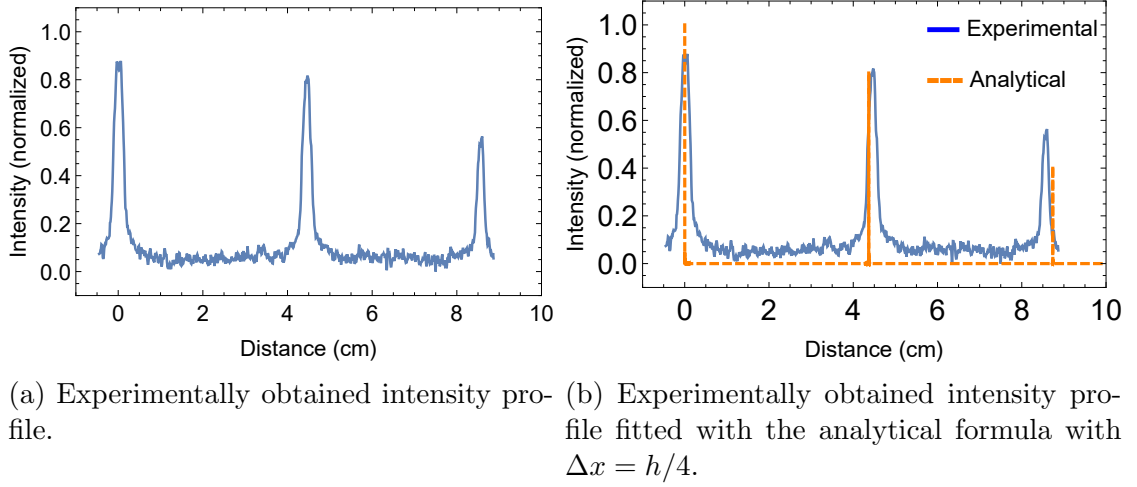 Intensity (normalized)
1.0
0.8
0.6
0.4
0.2
0.0
0 2 4 6 8 10
Distance (cm)
Experimental
Analytical
Intensity (normalized)
1.0
0.8
0.6
0.4
0.2
0.0
0 2 4 6 8 10
Distance (cm)
(a) Experimentally obtained intensity pro-
file.
(b) Experimentally obtained intensity pro-
file fitted with the analytical formula with
Δx = h/4.